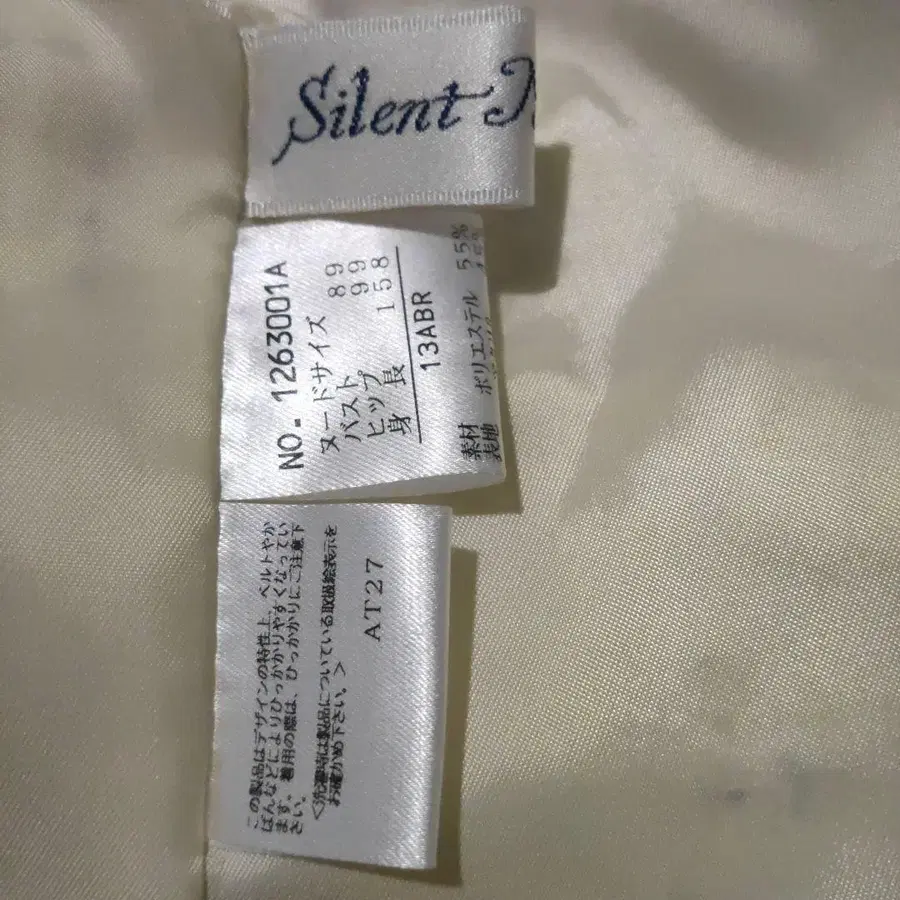 Silent
NO. 1263001A
ヌードサイズ
バスト 89
ヒップ 99
身長 158
13ABR
素材
表地 ポリエステル 55%
この製品はデザインの特性上、ベルトやか
ばんなどによりひっかかりやすくなってい
ます。着用の際は、ひっかかりにご注意下
さい。
<洗濯時は製品についている取扱絵表示を
お確かめ下さい。>
AT27